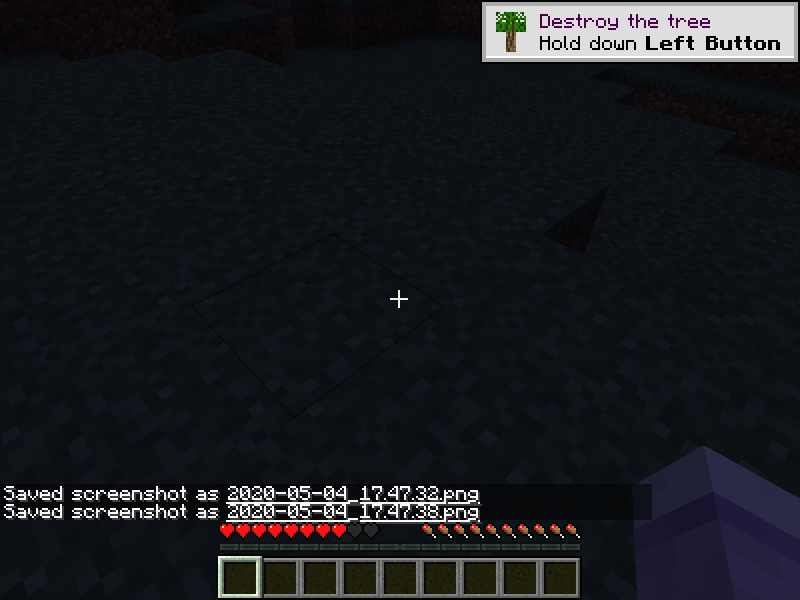 Destroy the tree
Hold down Left Button
Saved screenshot as 2020-05-04_17.47.32.png
Saved screenshot as 2020-05-04_17.47.38.png